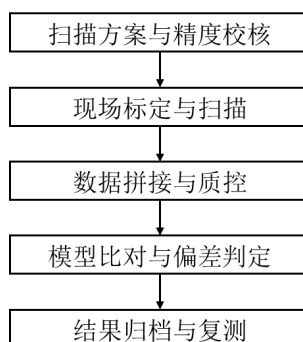 扫描方案与精度校核
现场标定与扫描
数据拼接与质控
模型比对与偏差判定
结果归档与复测